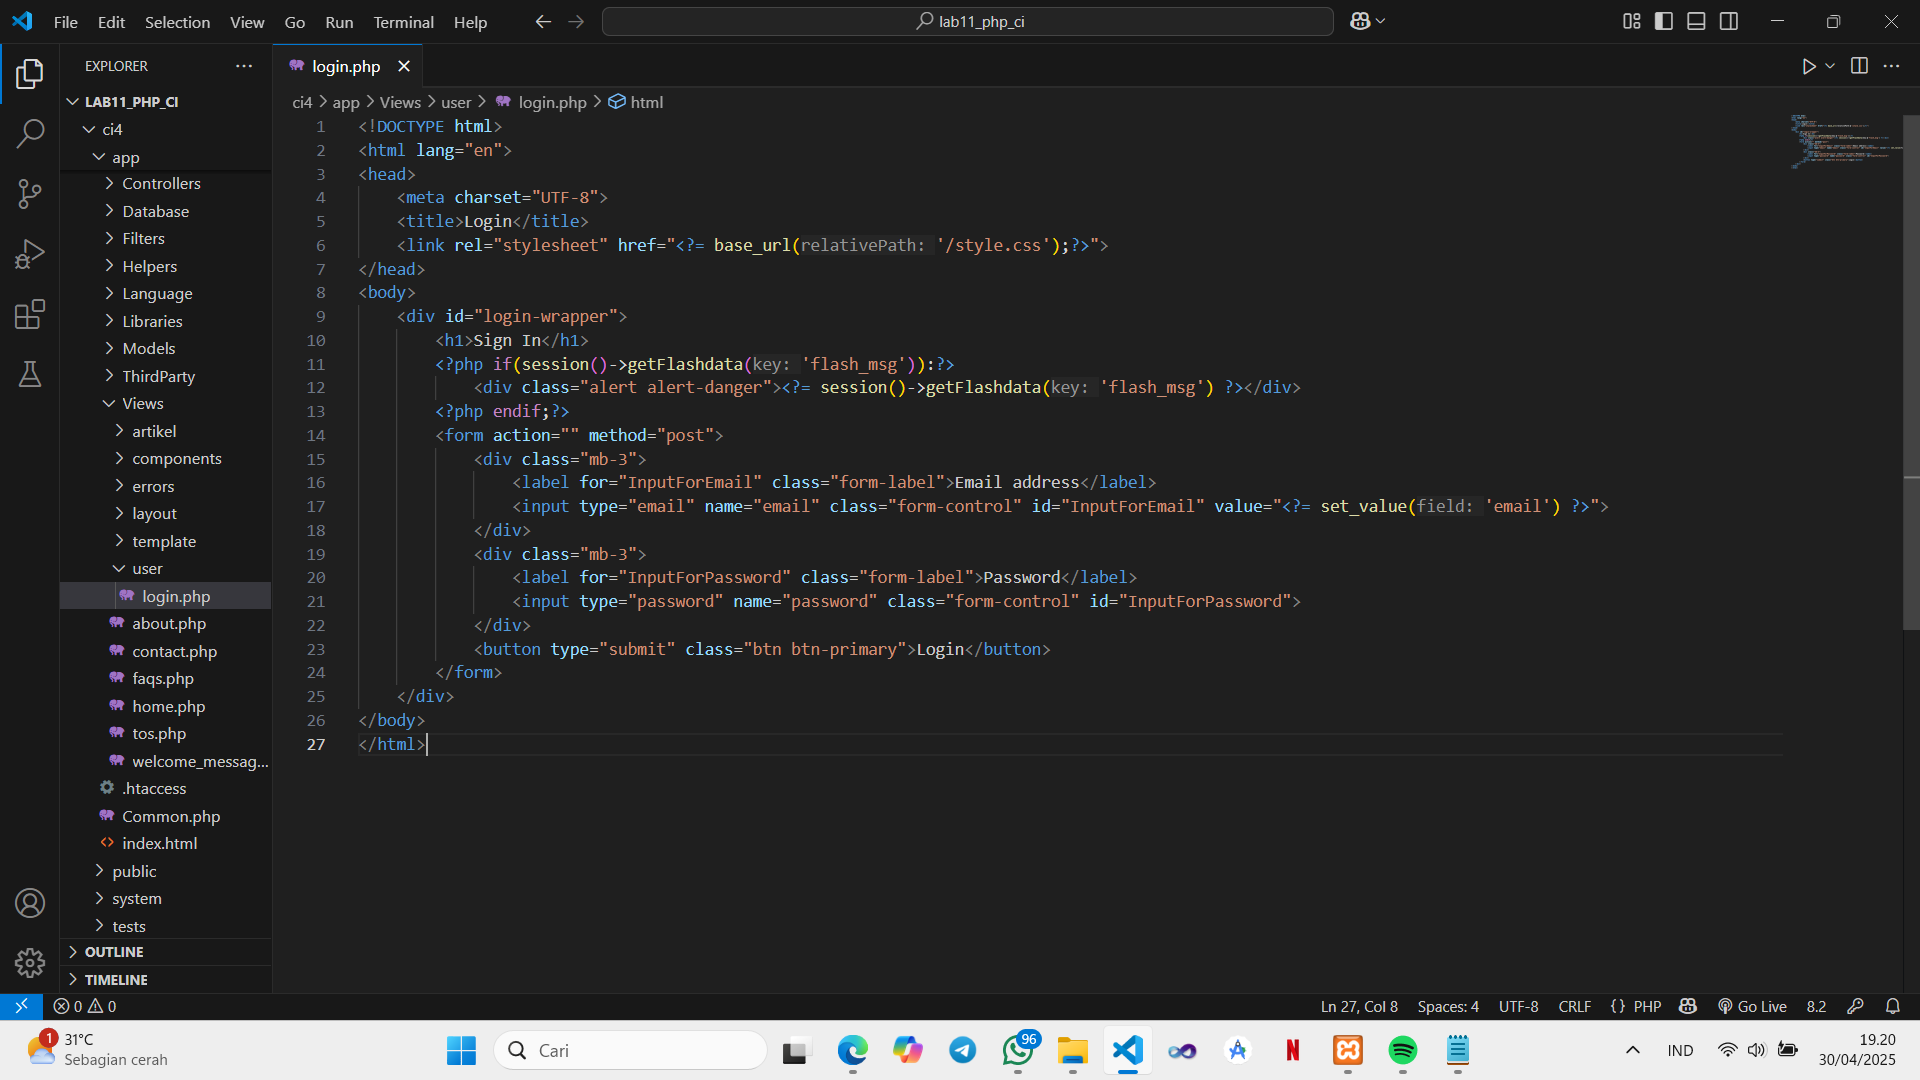 File Edit Selection View Go Run Terminal Help
lab11_php_ci
EXPLORER
login.php
LAB11_PHP_CI
ci4
app
Controllers
Database
Filters
Helpers
Language
Libraries
Models
ThirdParty
Views
artikel
components
errors
layout
template
user
login.php
about.php
contact.php
faqs.php
home.php
tos.php
welcome_messag...
.htaccess
Common.php
index.html
public
system
tests
OUTLINE
TIMELINE
ci4 > app > Views > user > login.php > html
1 <!DOCTYPE html>
2 <html lang="en">
3 <head>
4 <meta charset="UTF-8">
5 <title>Login</title>
6 <link rel="stylesheet" href="<?= base_url(relativePath: '/style.css');?>">
7 </head>
8 <body>
9 <div id="login-wrapper">
10 <h1>Sign In</h1>
11 <?php if(session()->getFlashdata(key: 'flash_msg')):?>
12 <div class="alert alert-danger"><?= session()->getFlashdata(key: 'flash_msg') ?></div>
13 <?php endif;?>
14 <form action="" method="post">
15 <div class="mb-3">
16 <label for="InputForEmail" class="form-label">Email address</label>
17 <input type="email" name="email" class="form-control" id="InputForEmail" value="<?= set_value(field: 'email') ?>">
18 </div>
19 <div class="mb-3">
20 <label for="InputForPassword" class="form-label">Password</label>
21 <input type="password" name="password" class="form-control" id="InputForPassword">
22 </div>
23 <button type="submit" class="btn btn-primary">Login</button>
24 </form>
25 </div>
26 </body>
27 </html>
0 0
Ln 27, Col 8 Spaces: 4 UTF-8 CRLF {} PHP Go Live 8.2
1
31°C
Sebagian cerah
Cari
96
N
IND
19.20
30/04/2025